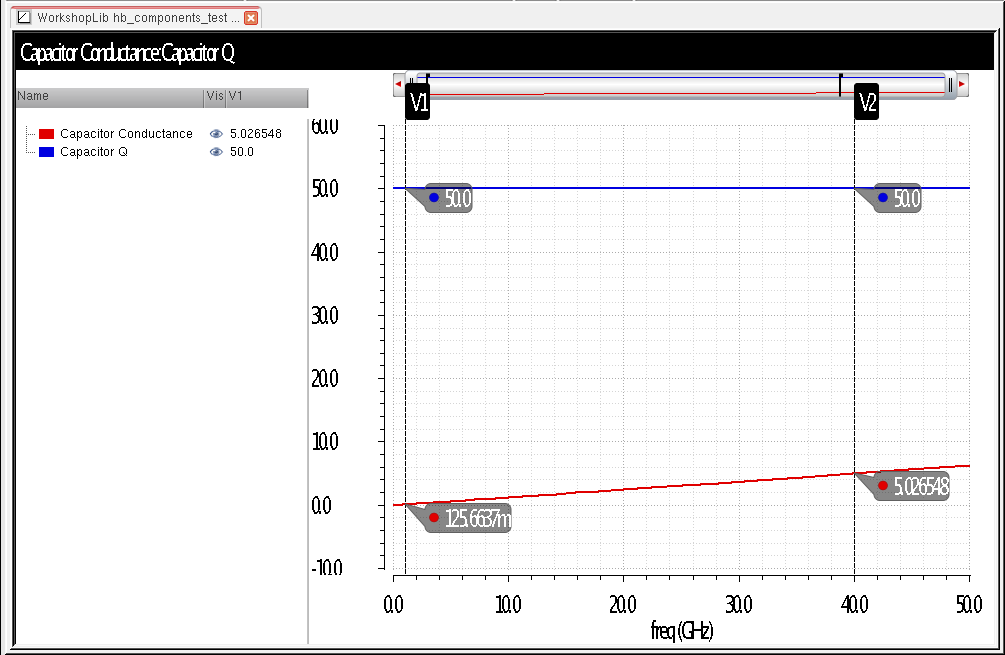 WorkshopLib hb_components_test ...
Capacitor Conductance:Capacitor Q
Name Vis V1
Capacitor Conductance 5.026548
Capacitor Q 50.0
V1 V2
60.0
50.0
40.0
30.0
20.0
10.0
0.0
-10.0
50.0 50.0
5.026548
125.6637m
0.0 10.0 20.0 30.0 40.0 50.0
freq (GHz)